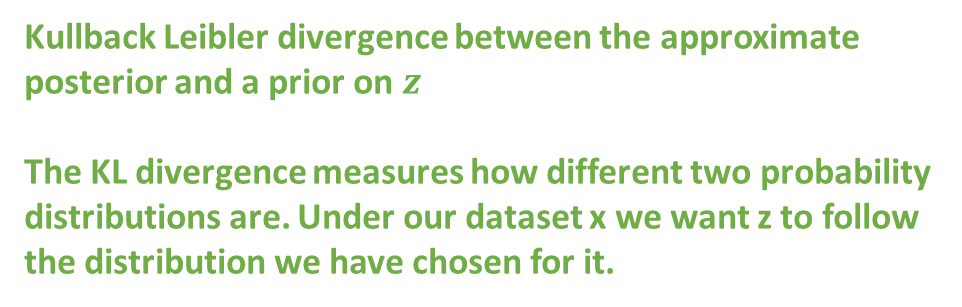 Kullback Leibler divergence between the approximate
posterior and a prior on z
The KL divergence measures how different two probability
distributions are. Under our dataset x we want z to follow
the distribution we have chosen for it.